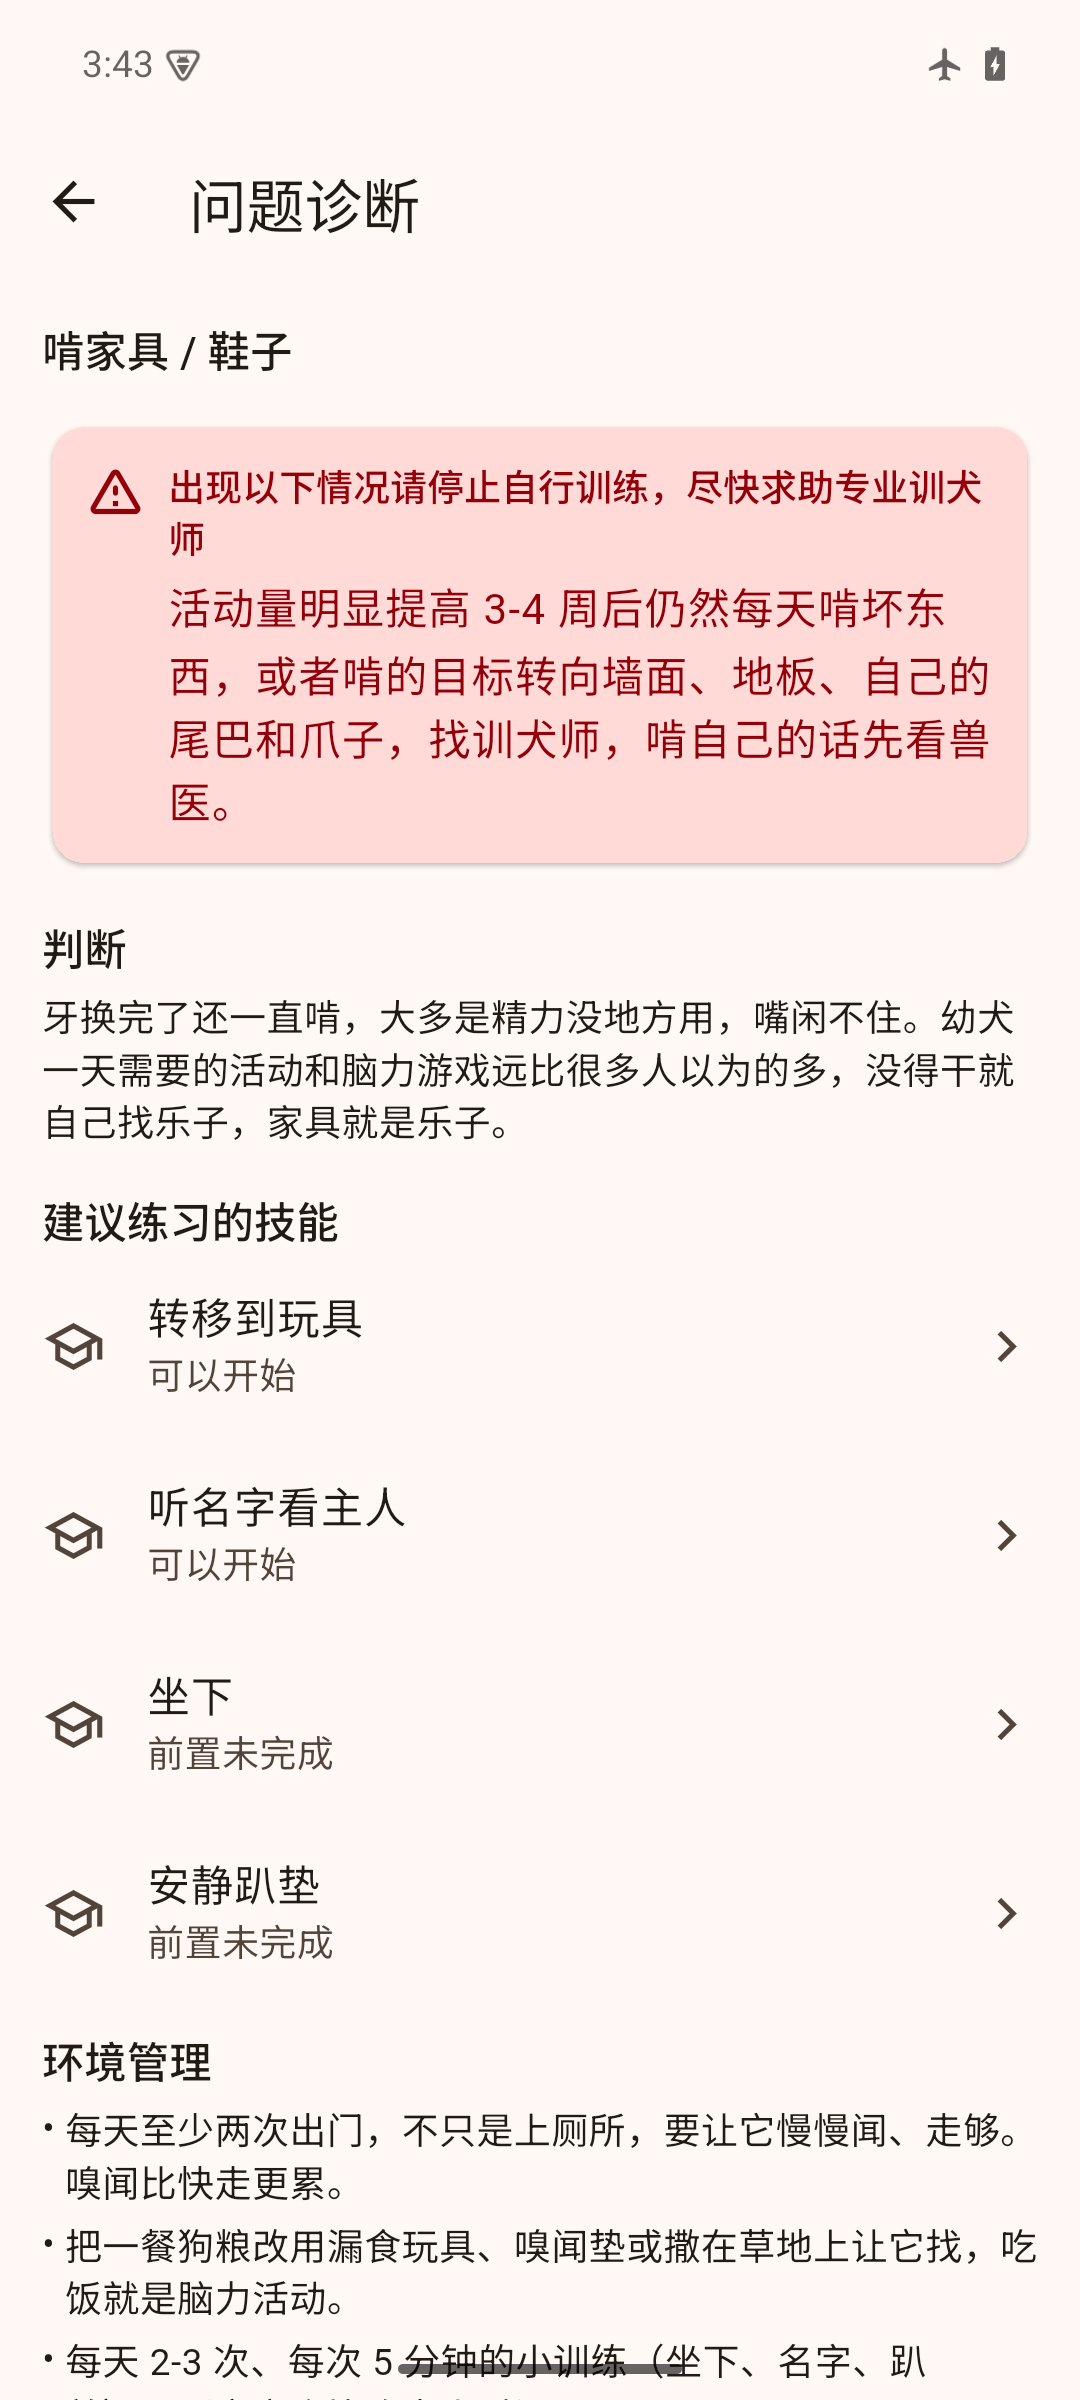 3:43
问题诊断
啃家具 / 鞋子
出现以下情况请停止自行训练，尽快求助专业训犬
师
活动量明显提高 3-4 周后仍然每天啃坏东
西，或者啃的目标转向墙面、地板、自己的
尾巴和爪子，找训犬师，啃自己的话先看兽
医。
判断
牙换完了还一直啃，大多是精力没地方用，嘴闲不住。幼犬
一天需要的活动和脑力游戏远比很多人以为的多，没得干就
自己找乐子，家具就是乐子。
建议练习的技能
转移到玩具
可以开始
听名字看主人
可以开始
坐下
前置未完成
安静趴垫
前置未完成
环境管理
• 每天至少两次出门，不只是上厕所，要让它慢慢闻、走够。
嗅闻比快走更累。
• 把一餐狗粮改用漏食玩具、嗅闻垫或撒在草地上让它找，吃
饭就是脑力活动。
• 每天 2-3 次、每次 5 分钟的小训练（坐下、名字、趴